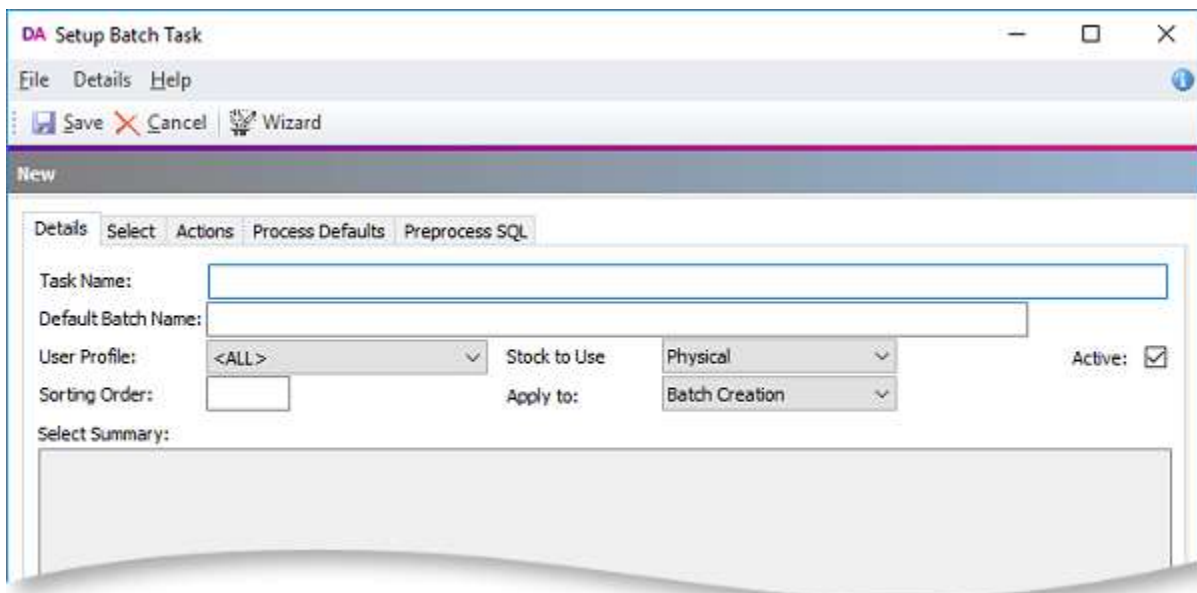 DA Setup Batch Task
File Details Help
Save Cancel Wizard
New
Details Select Actions Process Defaults Preprocess SQL
Task Name:
Default Batch Name:
User Profile: <ALL> Stock to Use Physical Active:
Sorting Order: Apply to: Batch Creation
Select Summary: